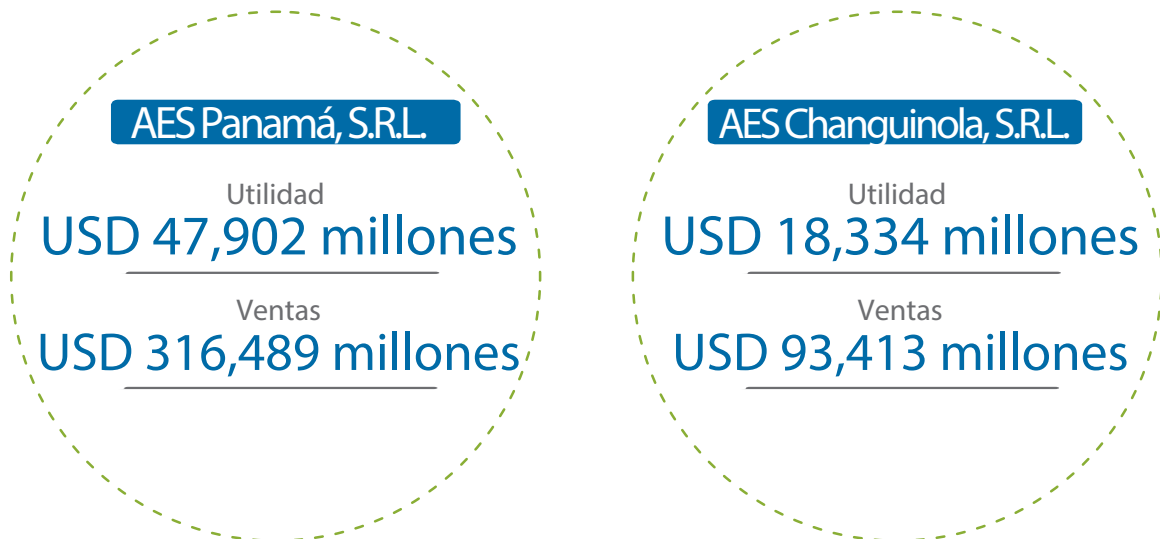 AES Panamá, S.R.L.
Utilidad
USD 47,902 millones
Ventas
USD 316,489 millones
AES Changuinola, S.R.L.
Utilidad
USD 18,334 millones
Ventas
USD 93,413 millones